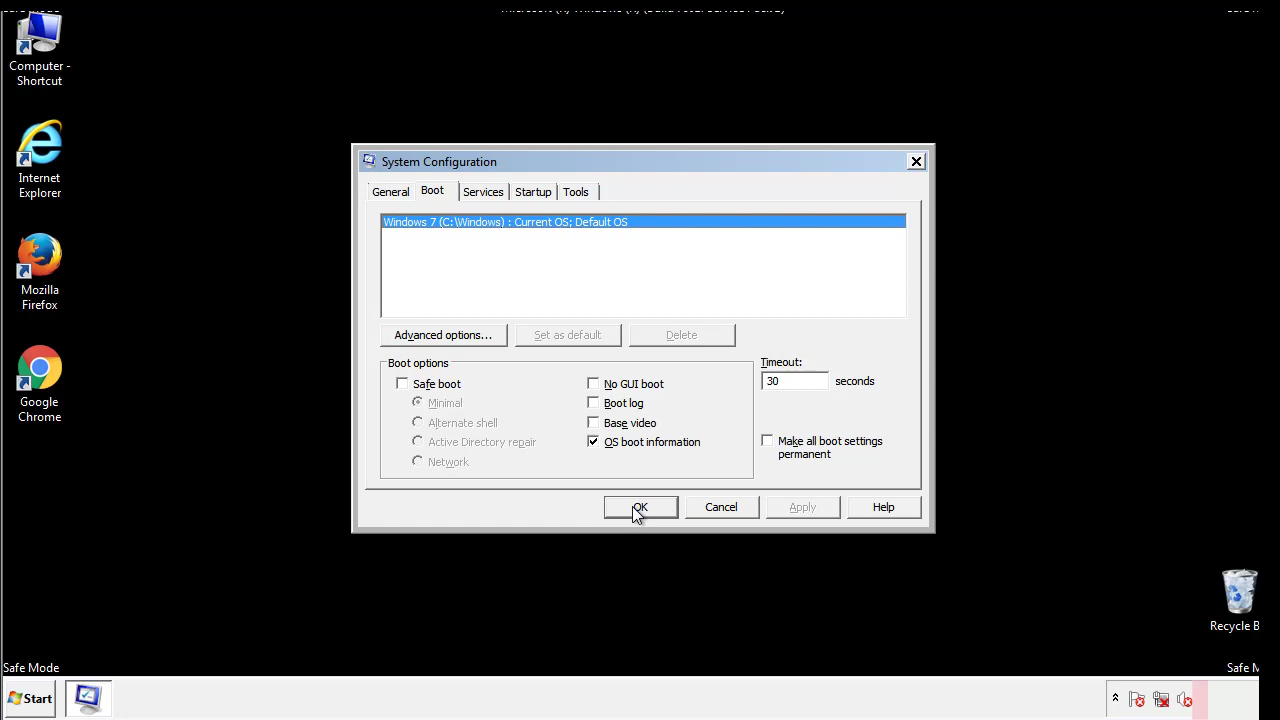 Computer -
Shortcut
Internet
Explorer
Mozilla
Firefox
Google
Chrome
System Configuration
General Boot Services Startup Tools
Windows 7 (C:\Windows) : Current OS; Default OS
Advanced options... Set as default Delete
Boot options
Safe boot
Minimal
Alternate shell
Active Directory repair
Network
No GUI boot
Boot log
Base video
OS boot information
Timeout:
30 seconds
Make all boot settings
permanent
OK Cancel Apply Help
Recycle B
Safe Mode
Safe M
Start